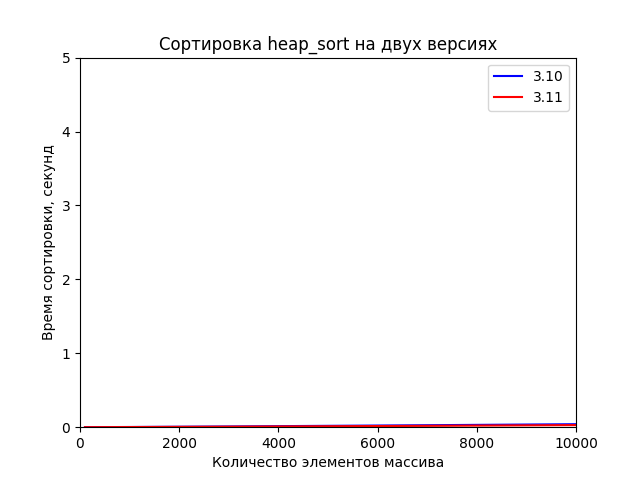 Сортировка heap_sort на двух версиях
3.10
3.11
Время сортировки, секунд
5
4
3
2
1
0
0 2000 4000 6000 8000 10000
Количество элементов массива